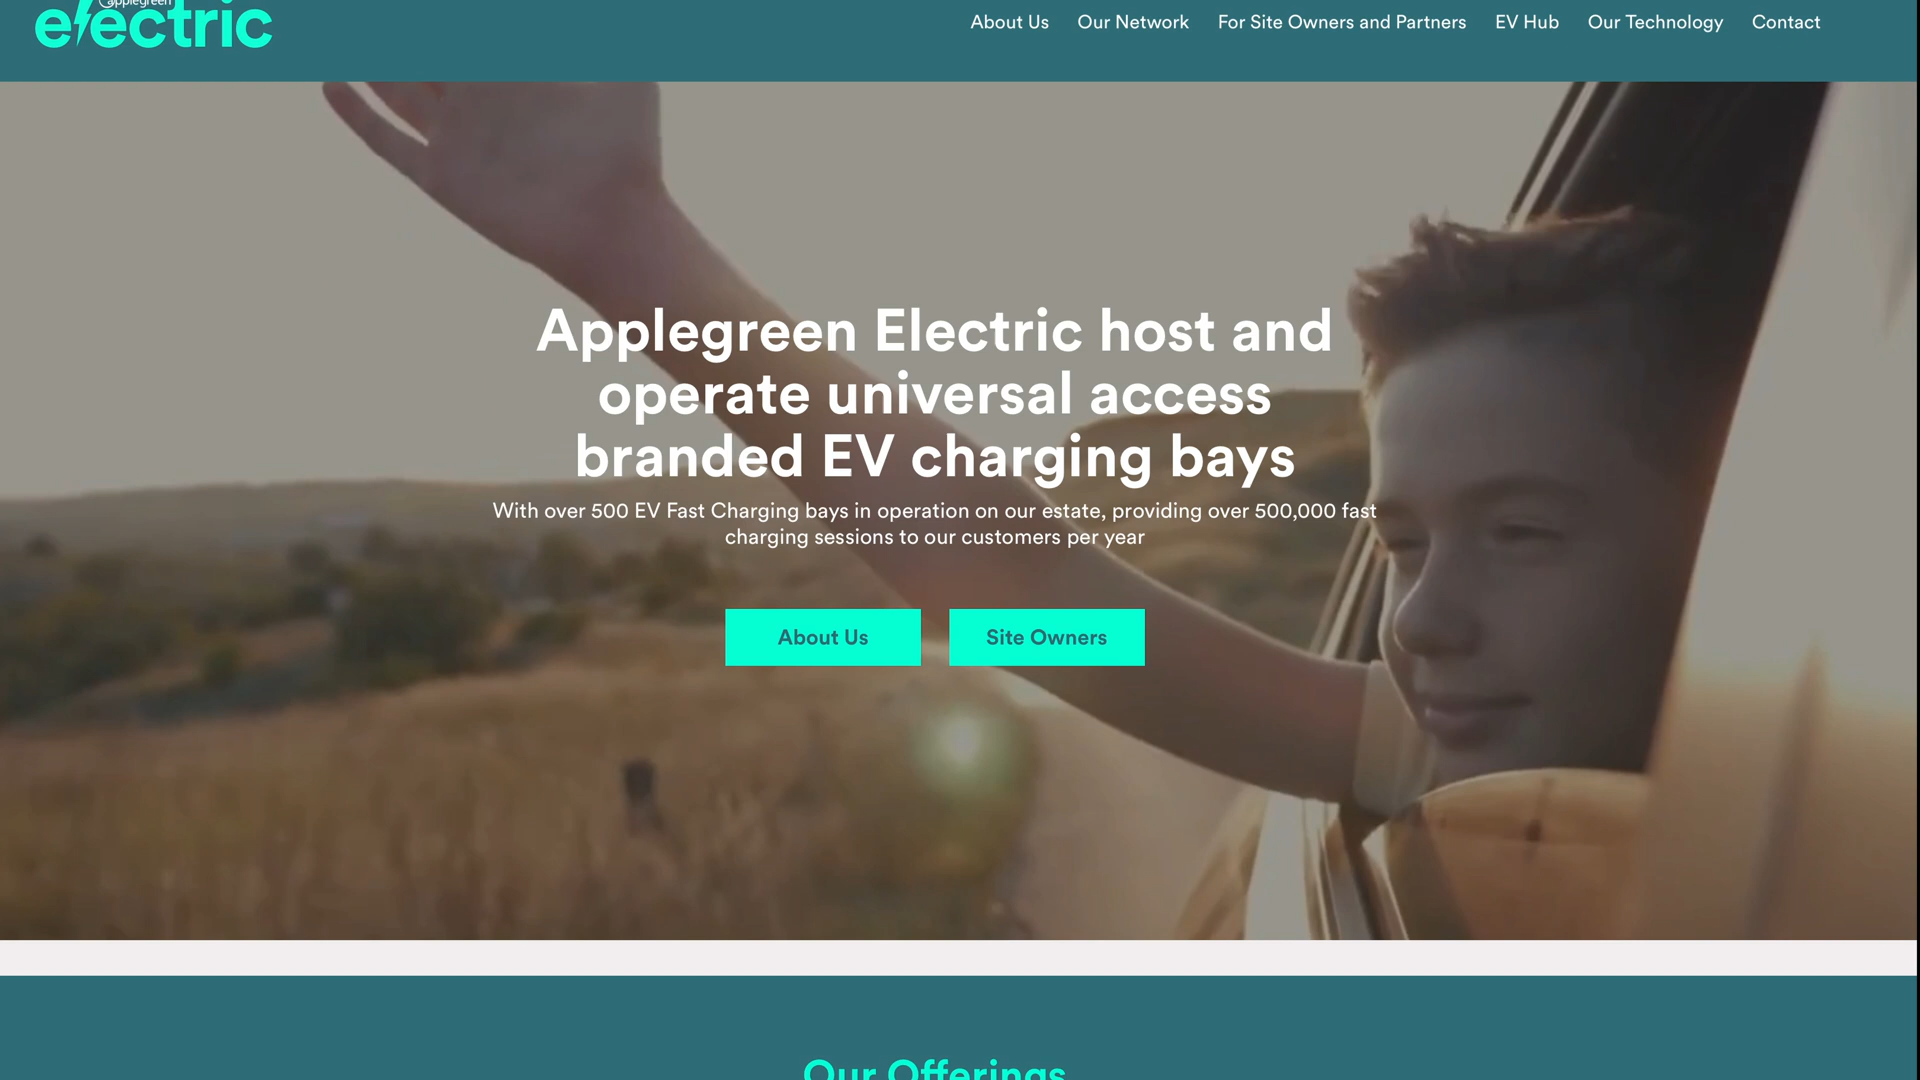 applegreen
electric
About Us
Our Network
For Site Owners and Partners
EV Hub
Our Technology
Contact
Applegreen Electric host and
operate universal access
branded EV charging bays
With over 500 EV Fast Charging bays in operation on our estate, providing over 500,000 fast
charging sessions to our customers per year
About Us
Site Owners
Our Offerings